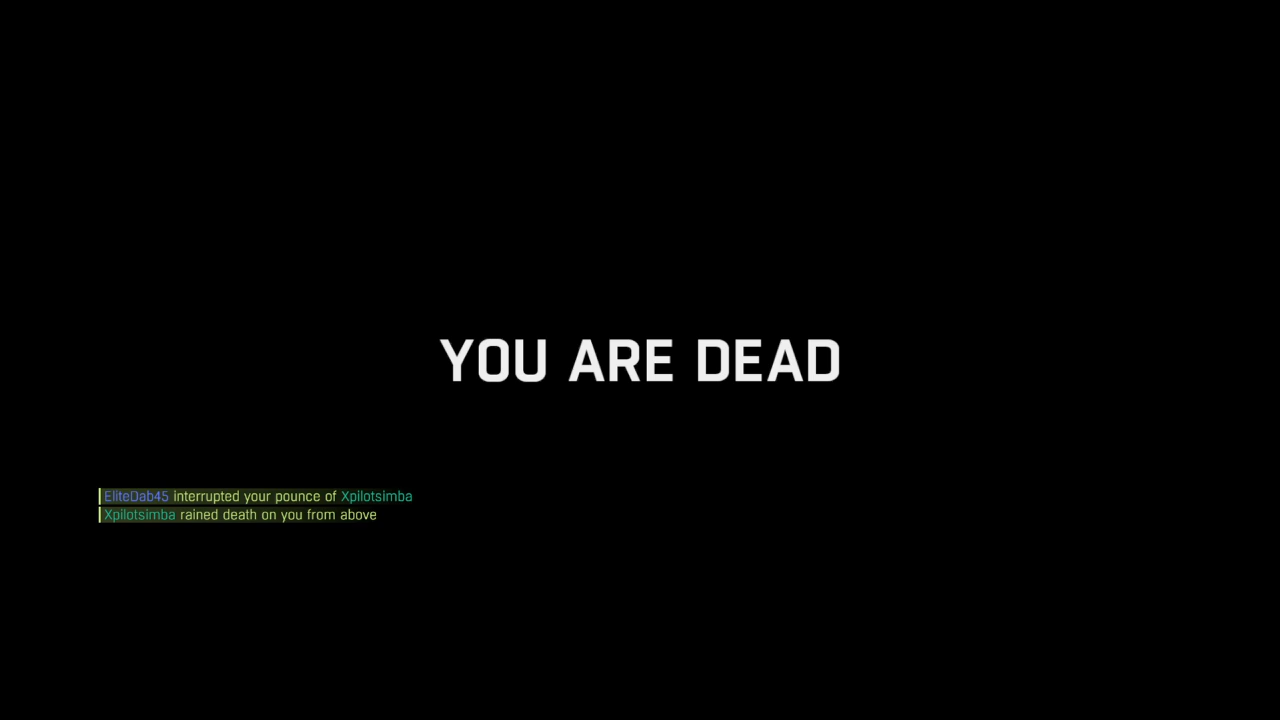 YOU ARE DEAD
EliteDab45 interrupted your pounce of Xpilotsimba
Xpilotsimba rained death on you from above